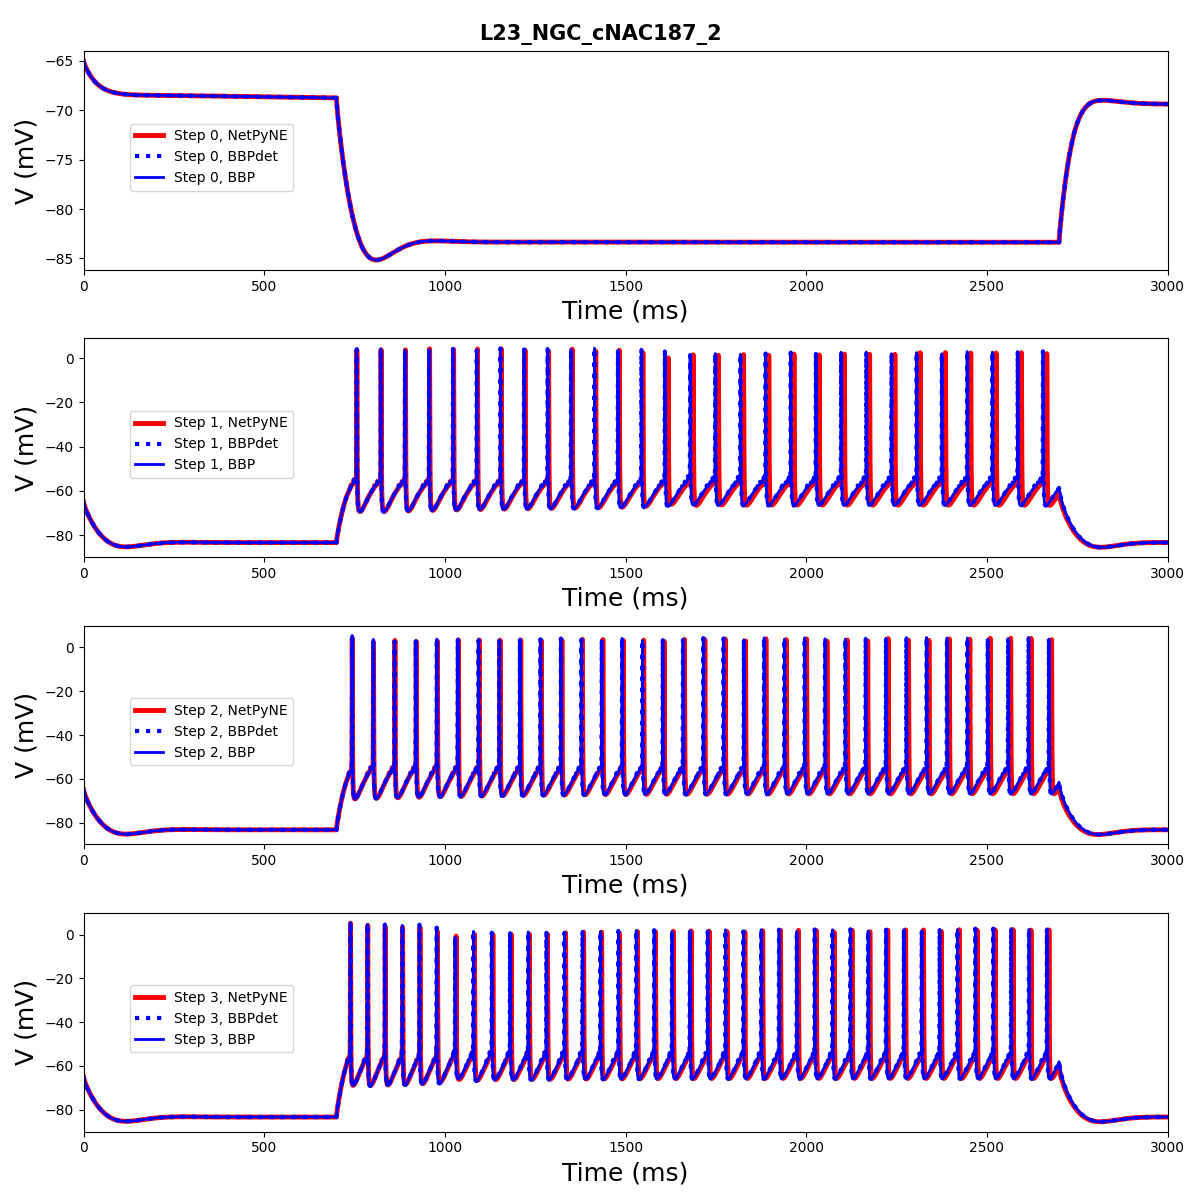 L23_NGC_cNAC187_2
−65
−70
−75
−80
−85
V (mV)
Step 0, NetPyNE
Step 0, BBPdet
Step 0, BBP
0 500 1000 1500 2000 2500 3000
Time (ms)
0
−20
−40
−60
−80
V (mV)
Step 1, NetPyNE
Step 1, BBPdet
Step 1, BBP
0 500 1000 1500 2000 2500 3000
Time (ms)
0
−20
−40
−60
−80
V (mV)
Step 2, NetPyNE
Step 2, BBPdet
Step 2, BBP
0 500 1000 1500 2000 2500 3000
Time (ms)
0
−20
−40
−60
−80
V (mV)
Step 3, NetPyNE
Step 3, BBPdet
Step 3, BBP
0 500 1000 1500 2000 2500 3000
Time (ms)